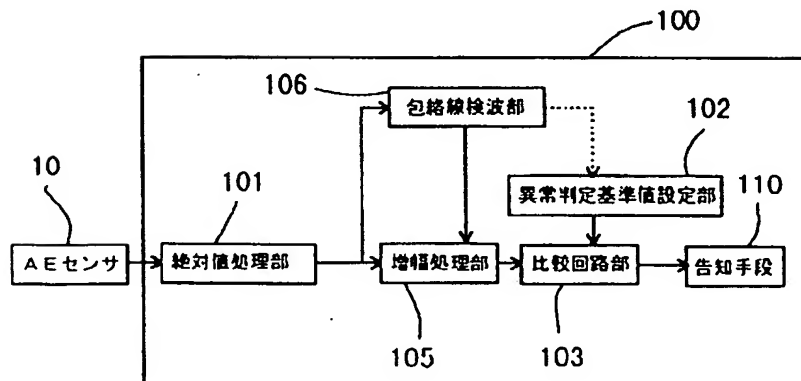 100
106
包絡線検波部
102
10
101
異常判定基準値設定部
110
AEセンサ
絶対値処理部
増幅処理部
比較回路部
告知手段
105
103